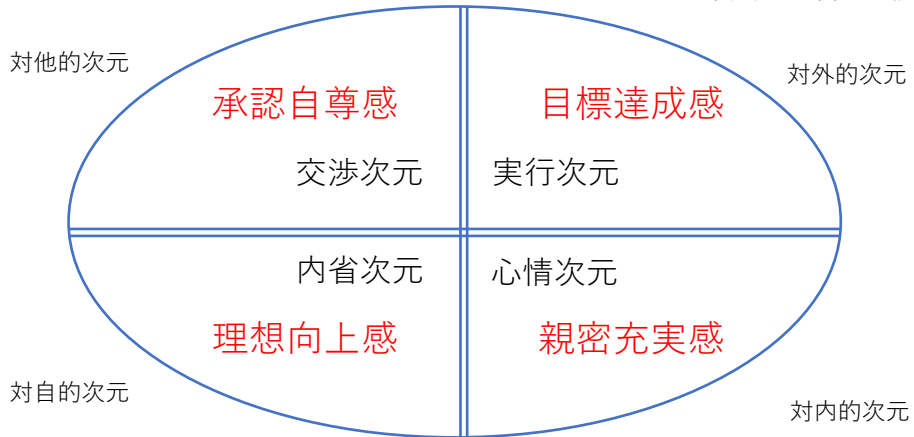 対他的次元
対外的次元
承認自尊感
目標達成感
交渉次元
実行次元
内省次元
心情次元
理想向上感
親密充実感
対自的次元
対内的次元